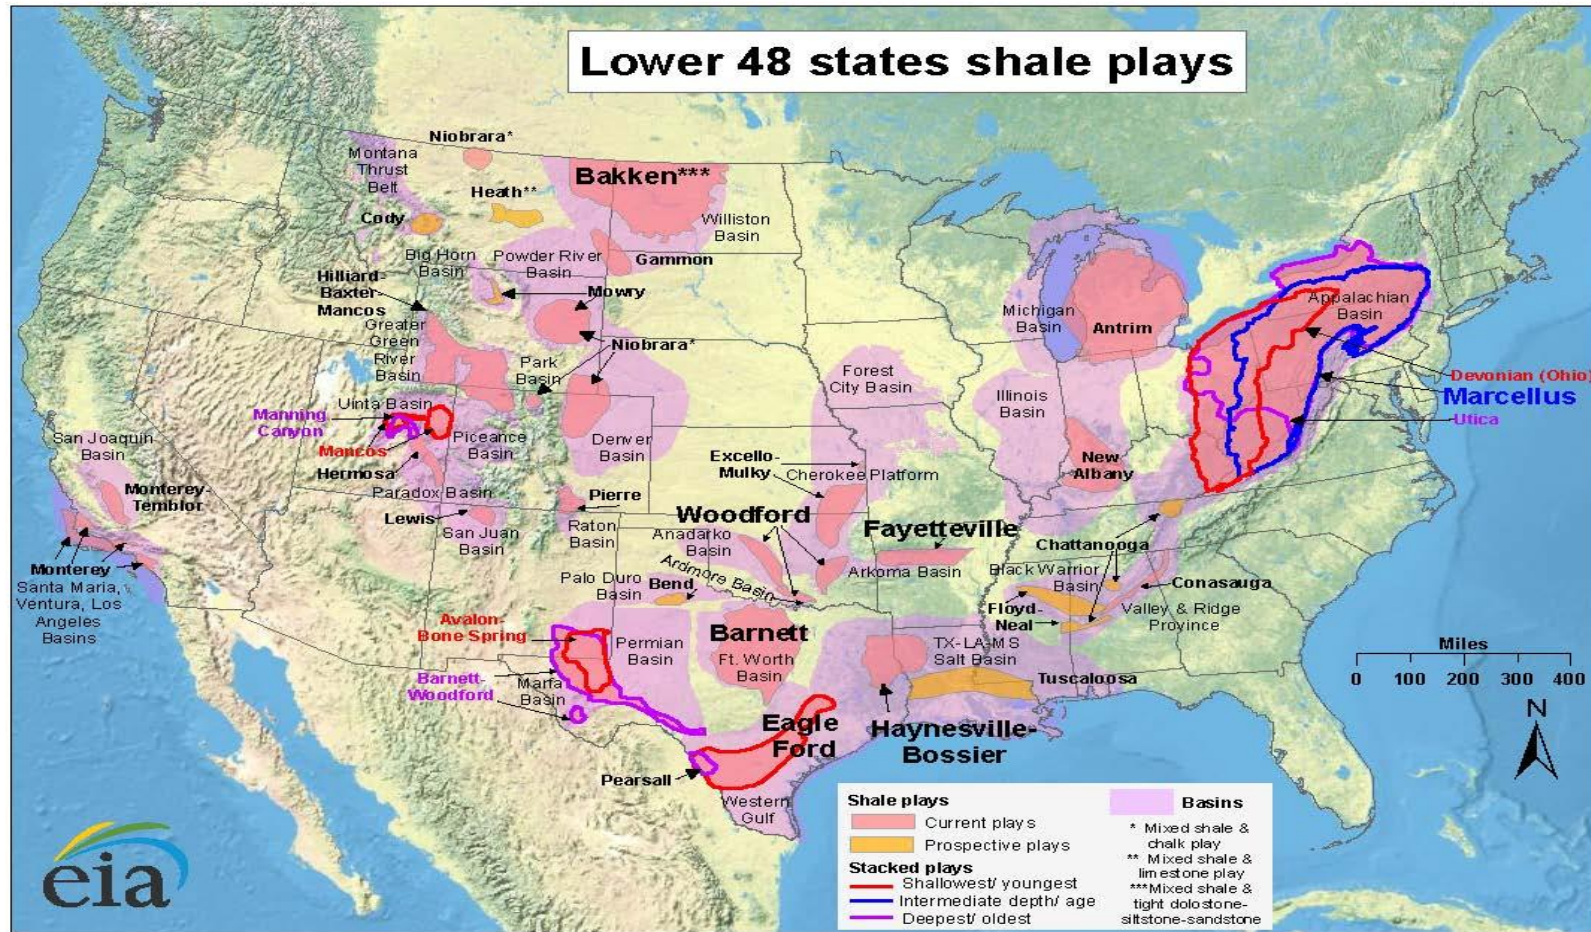 Lower 48 states shale plays
Niobrara*
Montana
Thrust
Belt
Bakken***
Heath**
Cody
Williston
Basin
Big Horn
Basin
Powder River
Basin
Gammon
Hilliard-
Baxter-
Mancos
Mowry
Greater
Green
River
Basin
Niobrara*
Park
Basin
Michigan
Basin
Antrim
Appalachian
Basin
Forest
City Basin
Illinois
Basin
Devonian (Ohio)
Marcellus
Utica
Uinta Basin
Manning
Canyon
Mancos
Piceance
Basin
Hermosa
Denver
Basin
San Joaquin
Basin
Monterey-
Temblor
Paradox Basin
Lewis
San Juan
Basin
Pierre
Raton
Basin
Excello-
Mulky
Cherokee Platform
New
Albany
Woodford
Anadarko
Basin
Fayetteville
Arkoma Basin
Chattanooga
Black Warrior
Basin
Conasauga
Monterey
Santa Maria,
Ventura, Los
Angeles
Basins
Palo Duro
Basin
Bend
Ardmore Basin
Floyd-
Neal
Valley & Ridge
Province
Avalon-
Bone Spring
Permian
Basin
Barnett
Ft. Worth
Basin
TX-LA-MS
Salt Basin
Tuscaloosa
Barnett-
Woodford
Marfa
Basin
Eagle
Ford
Haynesville-
Bossier
Pearsall
Western
Gulf
Miles
0 100 200 300 400
N
Shale plays
Current plays
Prospective plays
Stacked plays
Shallowest/ youngest
Intermediate depth/ age
Deepest/ oldest
Basins
* Mixed shale &
chalk play
** Mixed shale &
limestone play
***Mixed shale &
tight dolostone-
siltstone-sandstone
eia